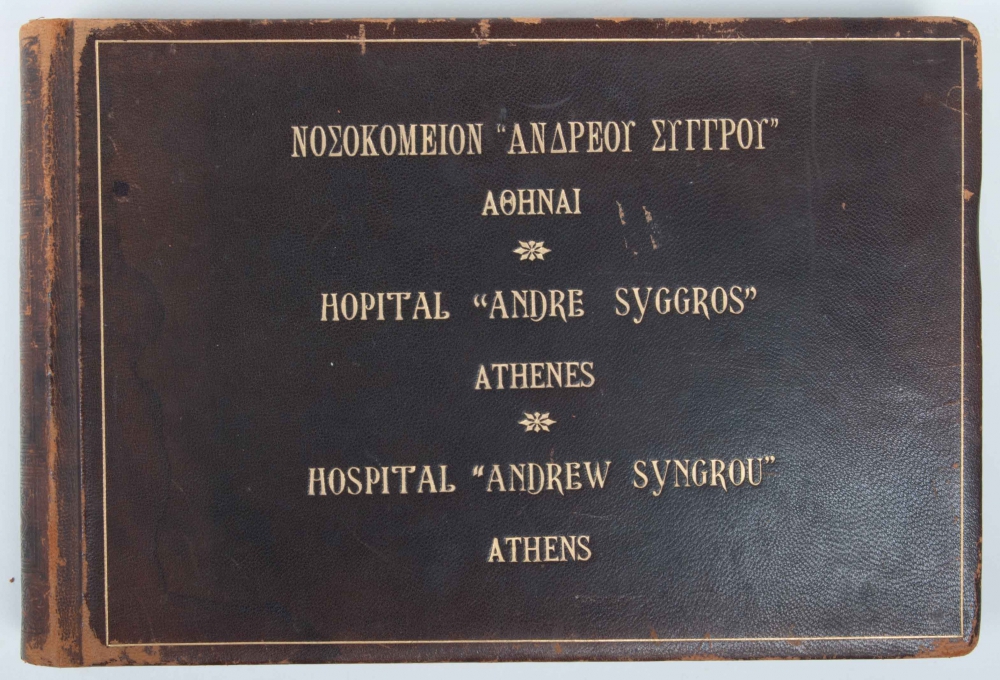 ΝΟΣΟΚΟΜΕΙΟΝ "ΑΝΔΡΕΟΥ ΣΥΓΓΡΟΥ"
ΑΘΗΝΑΙ
HOPITAL "ANDRE SYGGROS"
ATHENES
HOSPITAL "ANDREW SYNGROU"
ATHENS